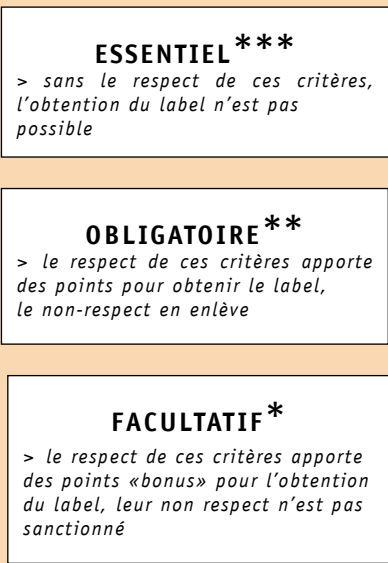 ESSENTIEL***
> sans le respect de ces critères,
l'obtention du label n'est pas
possible
OBLIGATOIRE**
> le respect de ces critères apporte
des points pour obtenir le label,
le non-respect en enlève
FACULTATIF*
> le respect de ces critères apporte
des points «bonus» pour l'obtention
du label, leur non respect n'est pas
sanctionné